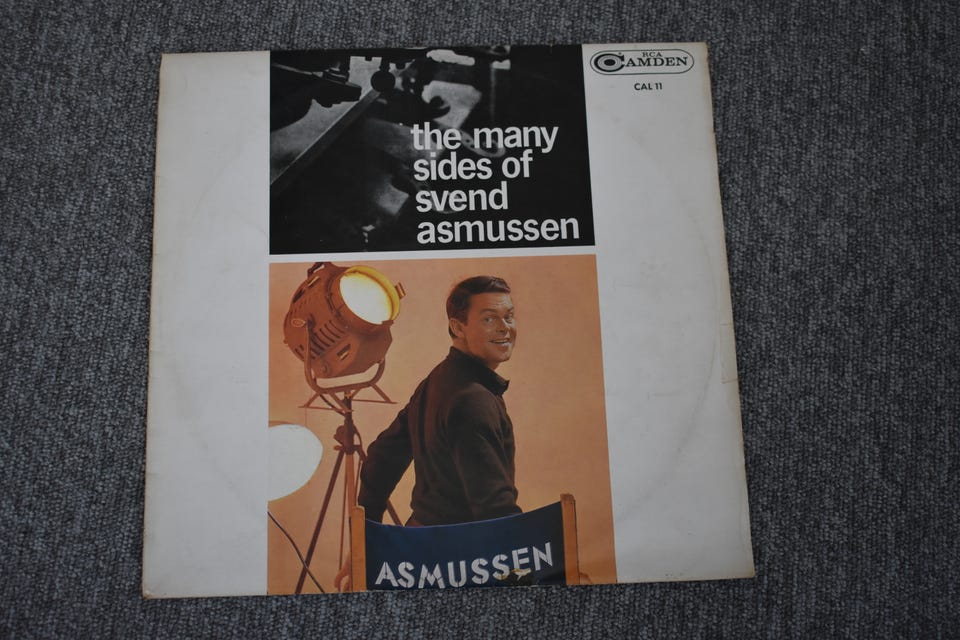 RCA
CAMDEN
CAL 11
the many
sides of
svend
asmussen
ASMUSSEN